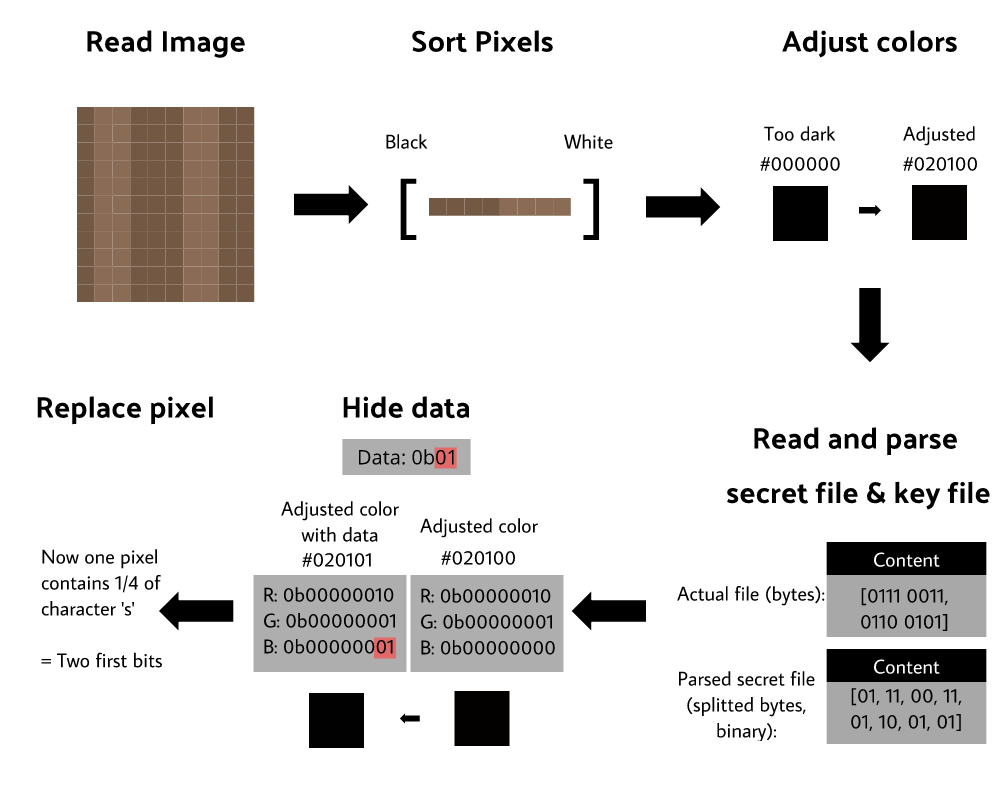 Read Image
Sort Pixels
Adjust colors
Black
White
Too dark
#000000
Adjusted
#020100
Read and parse
secret file & key file
Actual file (bytes):
Content
[0111 0011,
0110 0101]
Parsed secret file
(splitted bytes,
binary):
Content
[01, 11, 00, 11,
01, 10, 01, 01]
Hide data
Data: 0b01
Adjusted color
#020100
R: 0b00000010
G: 0b00000001
B: 0b00000000
Adjusted color
with data
#020101
R: 0b00000010
G: 0b00000001
B: 0b00000001
Replace pixel
Now one pixel
contains 1/4 of
character 's'
= Two first bits